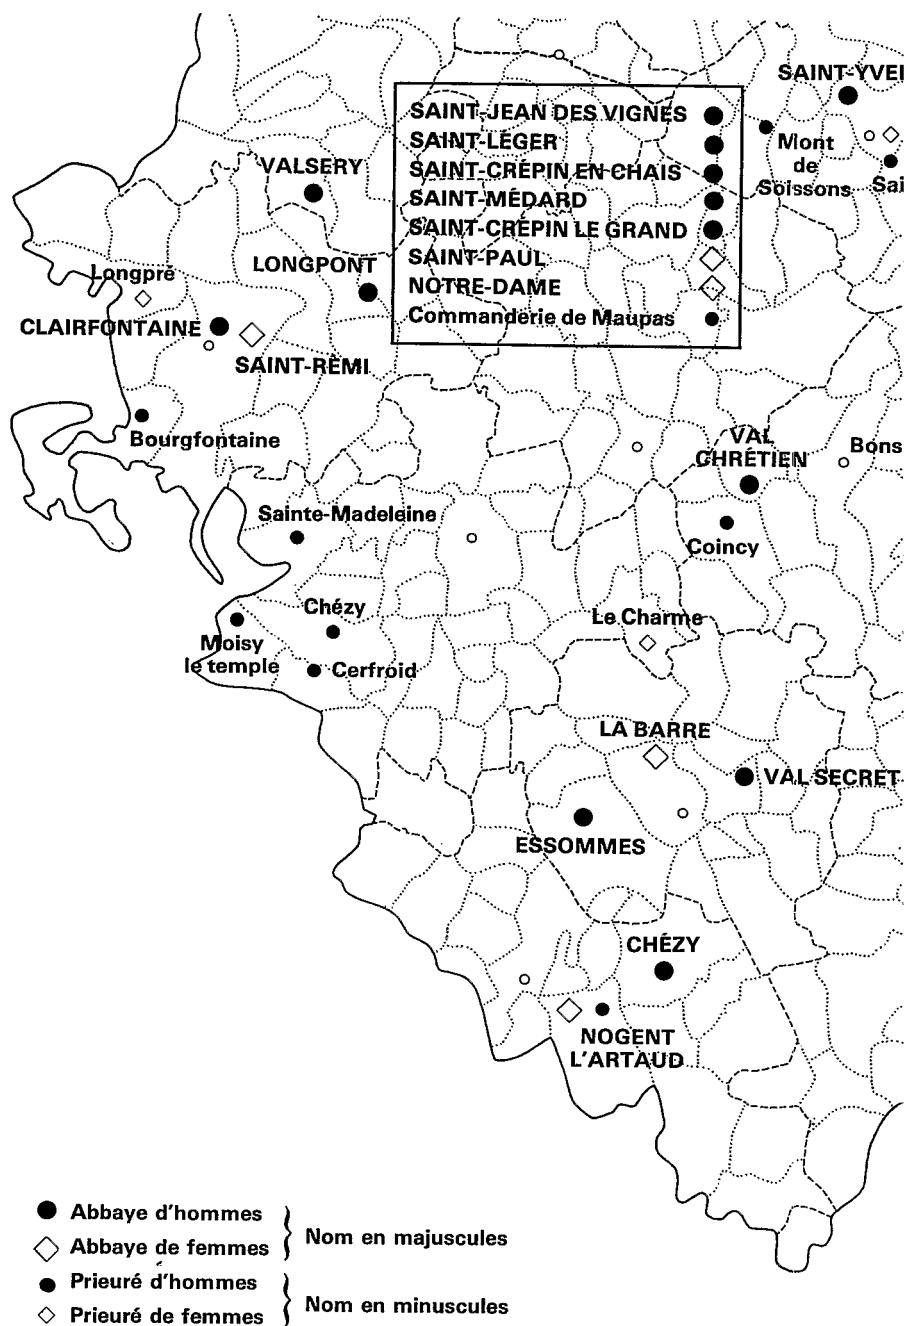 SAINT-YVE
SAINT-JEAN DES VIGNES
SAINT-LÉGER
SAINT-CRÉPIN EN CHAIS
SAINT-MÉDARD
SAINT-CRÉPIN LE GRAND
SAINT-PAUL
NOTRE-DAME
Commanderie de Maupas
Mont
de
Soissons
Sai
VALSERY
LONGPONT
Longpré
CLAIRFONTAINE
SAINT-RÉMI
Bourgfontaine
VAL
CHRÉTIEN
Bons
Sainte-Madeleine
Coincy
Chézy
Le Charme
Moisy
le temple
Cerfroid
LA BARRE
VAL SECRET
ESSOMMES
CHÉZY
NOGENT
L'ARTAUD
Abbaye d'hommes
Abbaye de femmes
Nom en majuscules
Prieuré d'hommes
Prieuré de femmes
Nom en minuscules